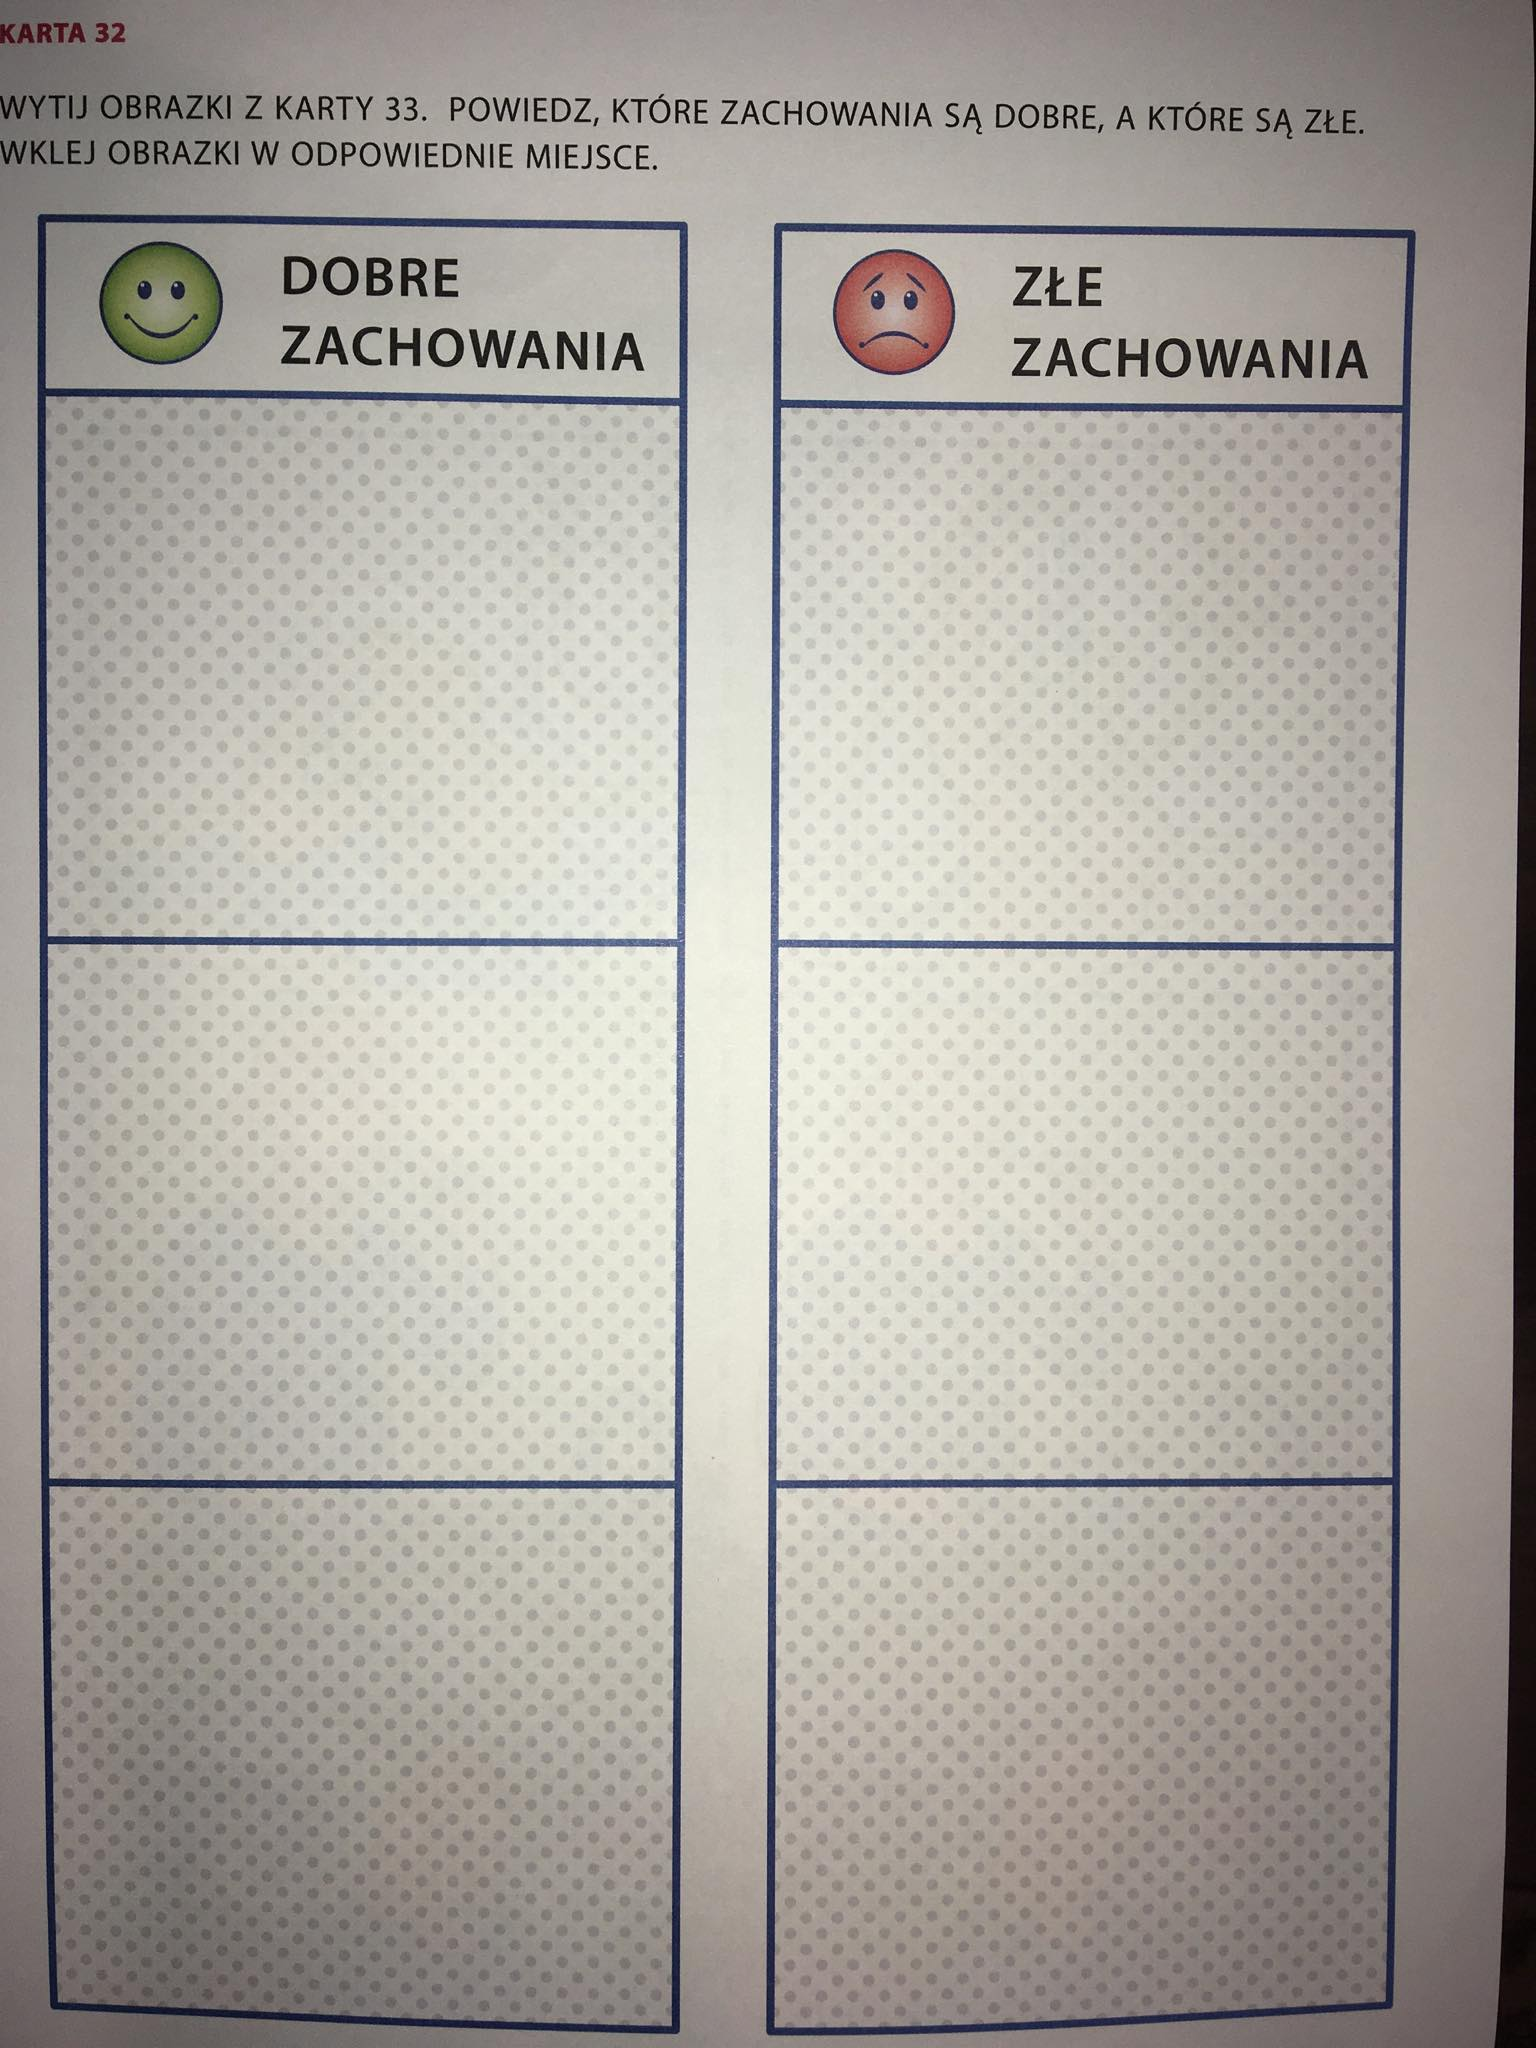 KARTA 32
WYTIJ OBRAZKI Z KARTY 33. POWIEDZ, KTÓRE ZACHOWANIA SĄ DOBRE, A KTÓRE SĄ ZŁE.
WKLEJ OBRAZKI W ODPOWIEDNIE MIEJSCE.
DOBRE
ZACHOWANIA
ZŁE
ZACHOWANIA